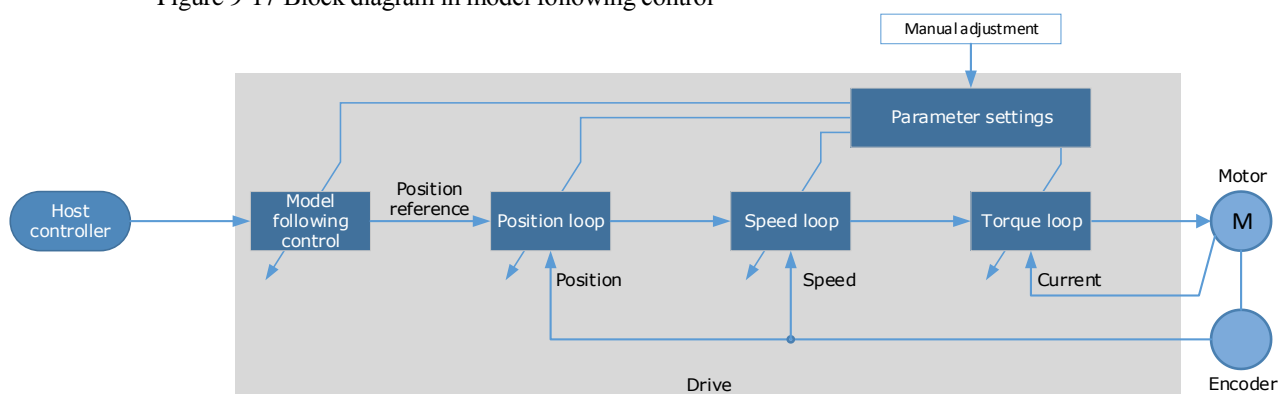 Figure 9-17 Block diagram in model following control
Manual adjustment
Parameter settings
Host
controller
Model
following
control
Position
reference
Position loop
Speed loop
Torque loop
Motor
M
Position
Speed
Current
Drive
Encoder